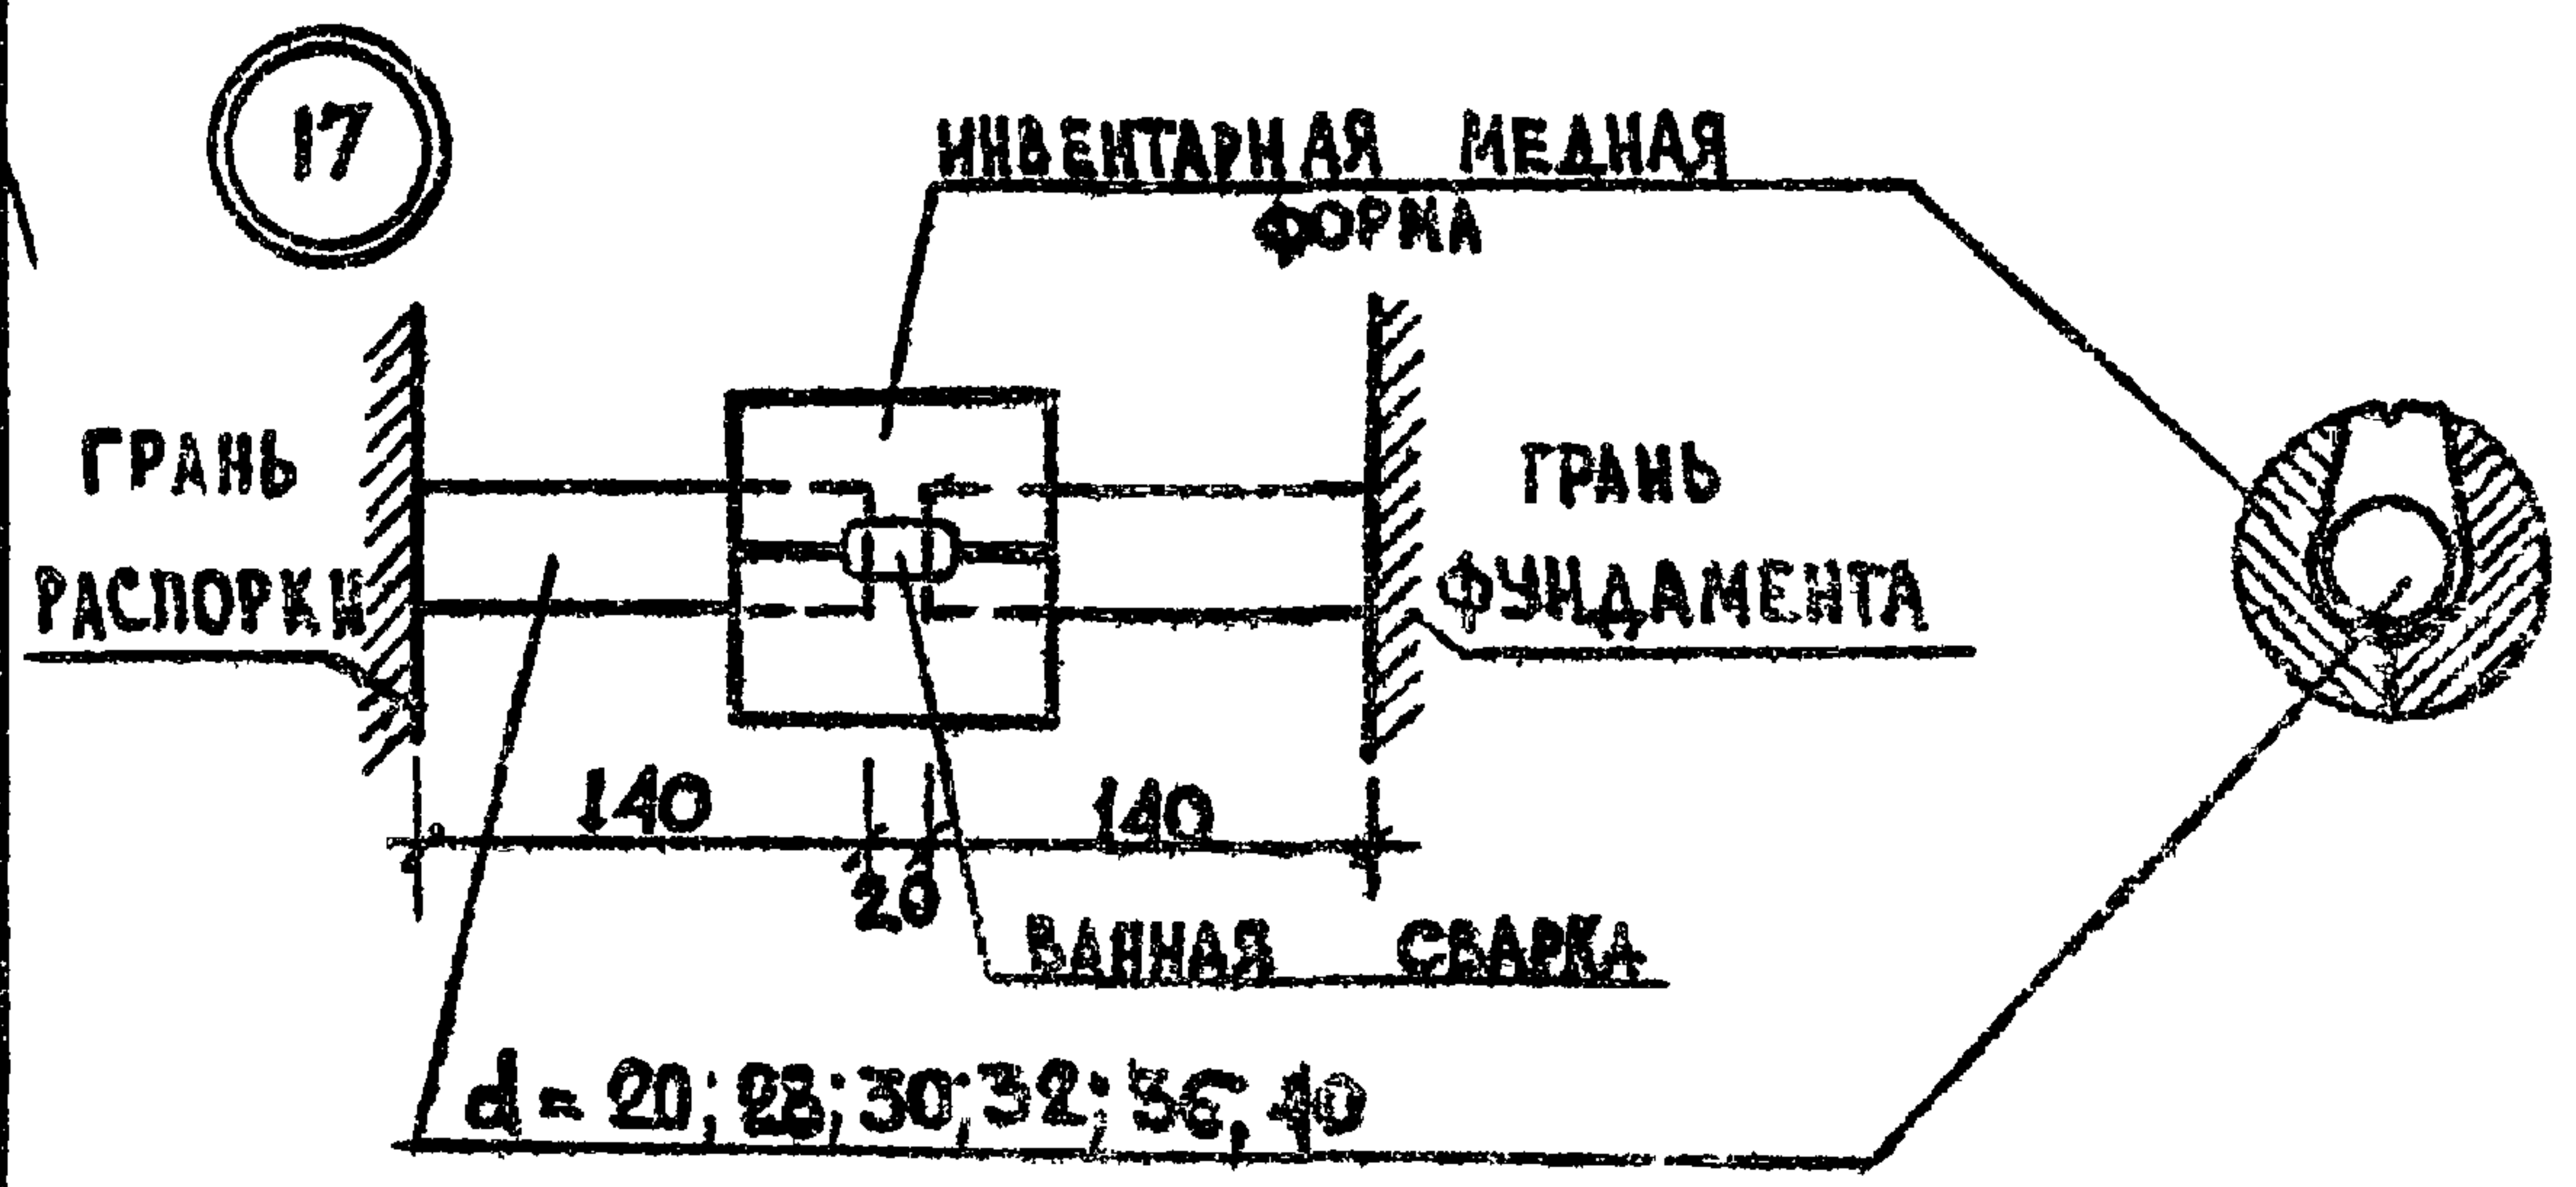 17
ИНВЕНТАРНАЯ МЕДНАЯ
ФОРМА
ГРАНЬ
РАСПОРКИ
ГРАНЬ
ФУНДАМЕНТА
140
140
20
ВАННАЯ СВАРКА
d = 20; 28; 30; 32; 36, 40